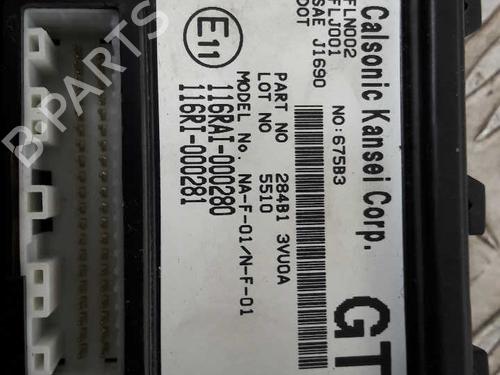 Calsonic Kansei Corp.
FLN002
FLJ001
SAE J1690
DOT
NO:675B3
PART NO 284B1 3VU0A
LOT NO 5510
MODEL No. NA-F-01/N-F-01
116RAI-000280
116RI-000281
E11
GT
B-PARTS